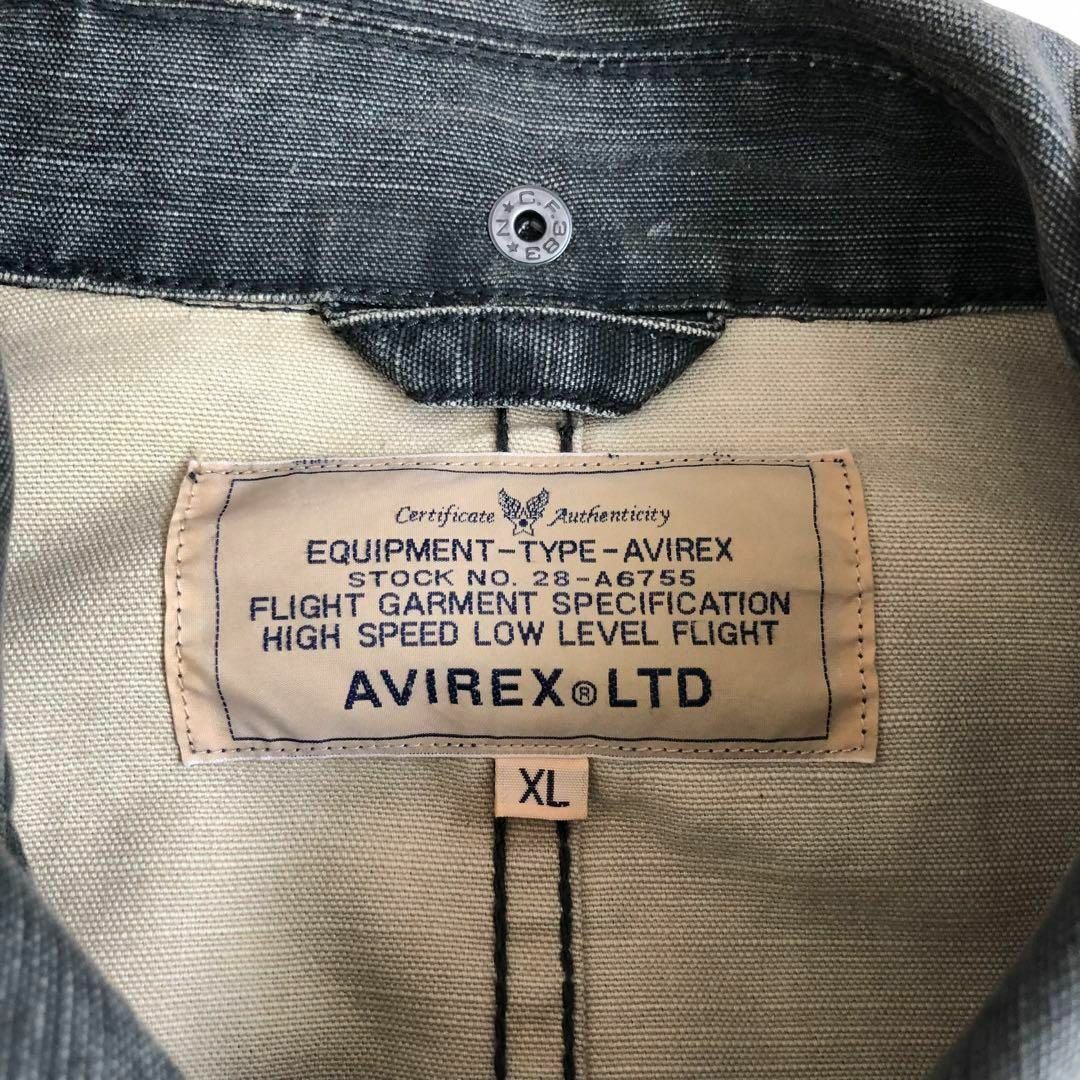 C.F. 383 N
Certificate Authenticity
EQUIPMENT-TYPE-AVIREX
STOCK NO. 28-A6755
FLIGHT GARMENT SPECIFICATION
HIGH SPEED LOW LEVEL FLIGHT
AVIREX® LTD
XL